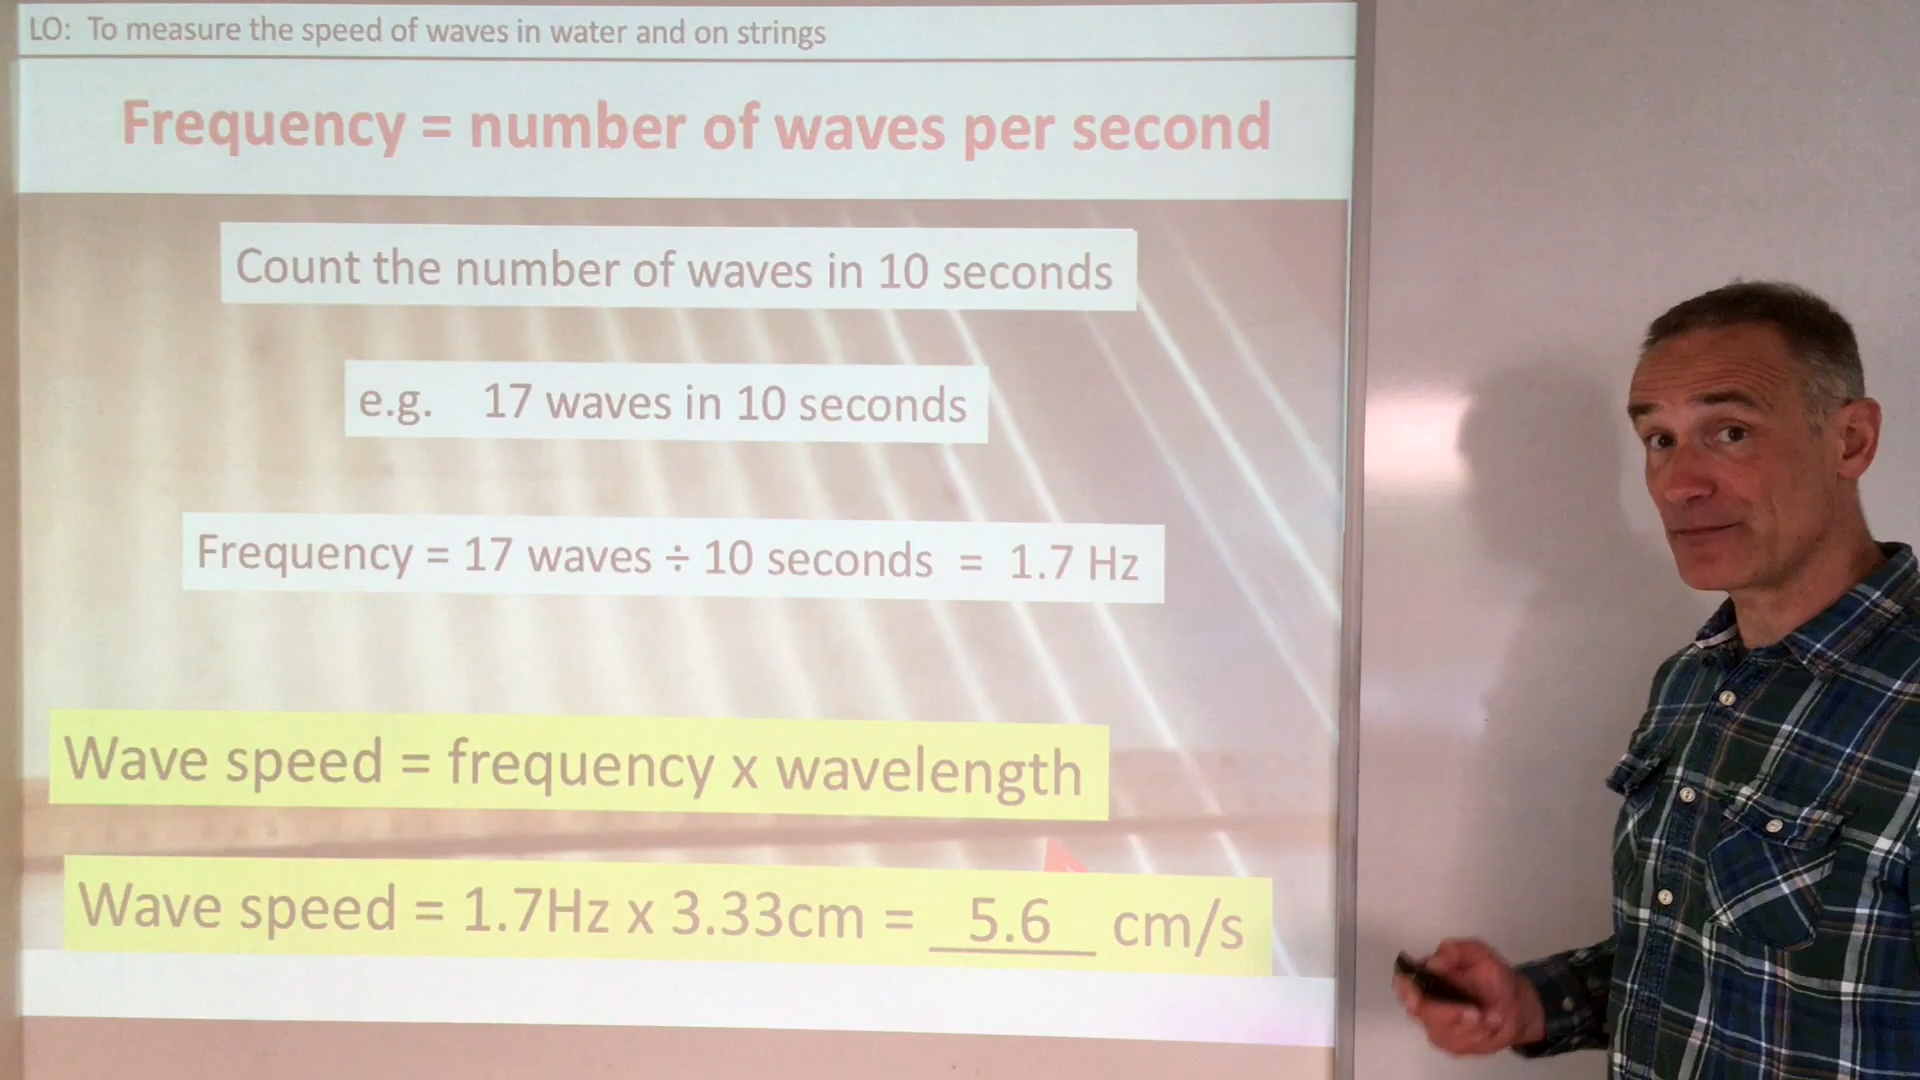 LO: To measure the speed of waves in water and on strings
Frequency = number of waves per second
Count the number of waves in 10 seconds
e.g. 17 waves in 10 seconds
Frequency = 17 waves ÷ 10 seconds = 1.7 Hz
Wave speed = frequency x wavelength
Wave speed = 1.7Hz x 3.33cm = 5.6 cm/s